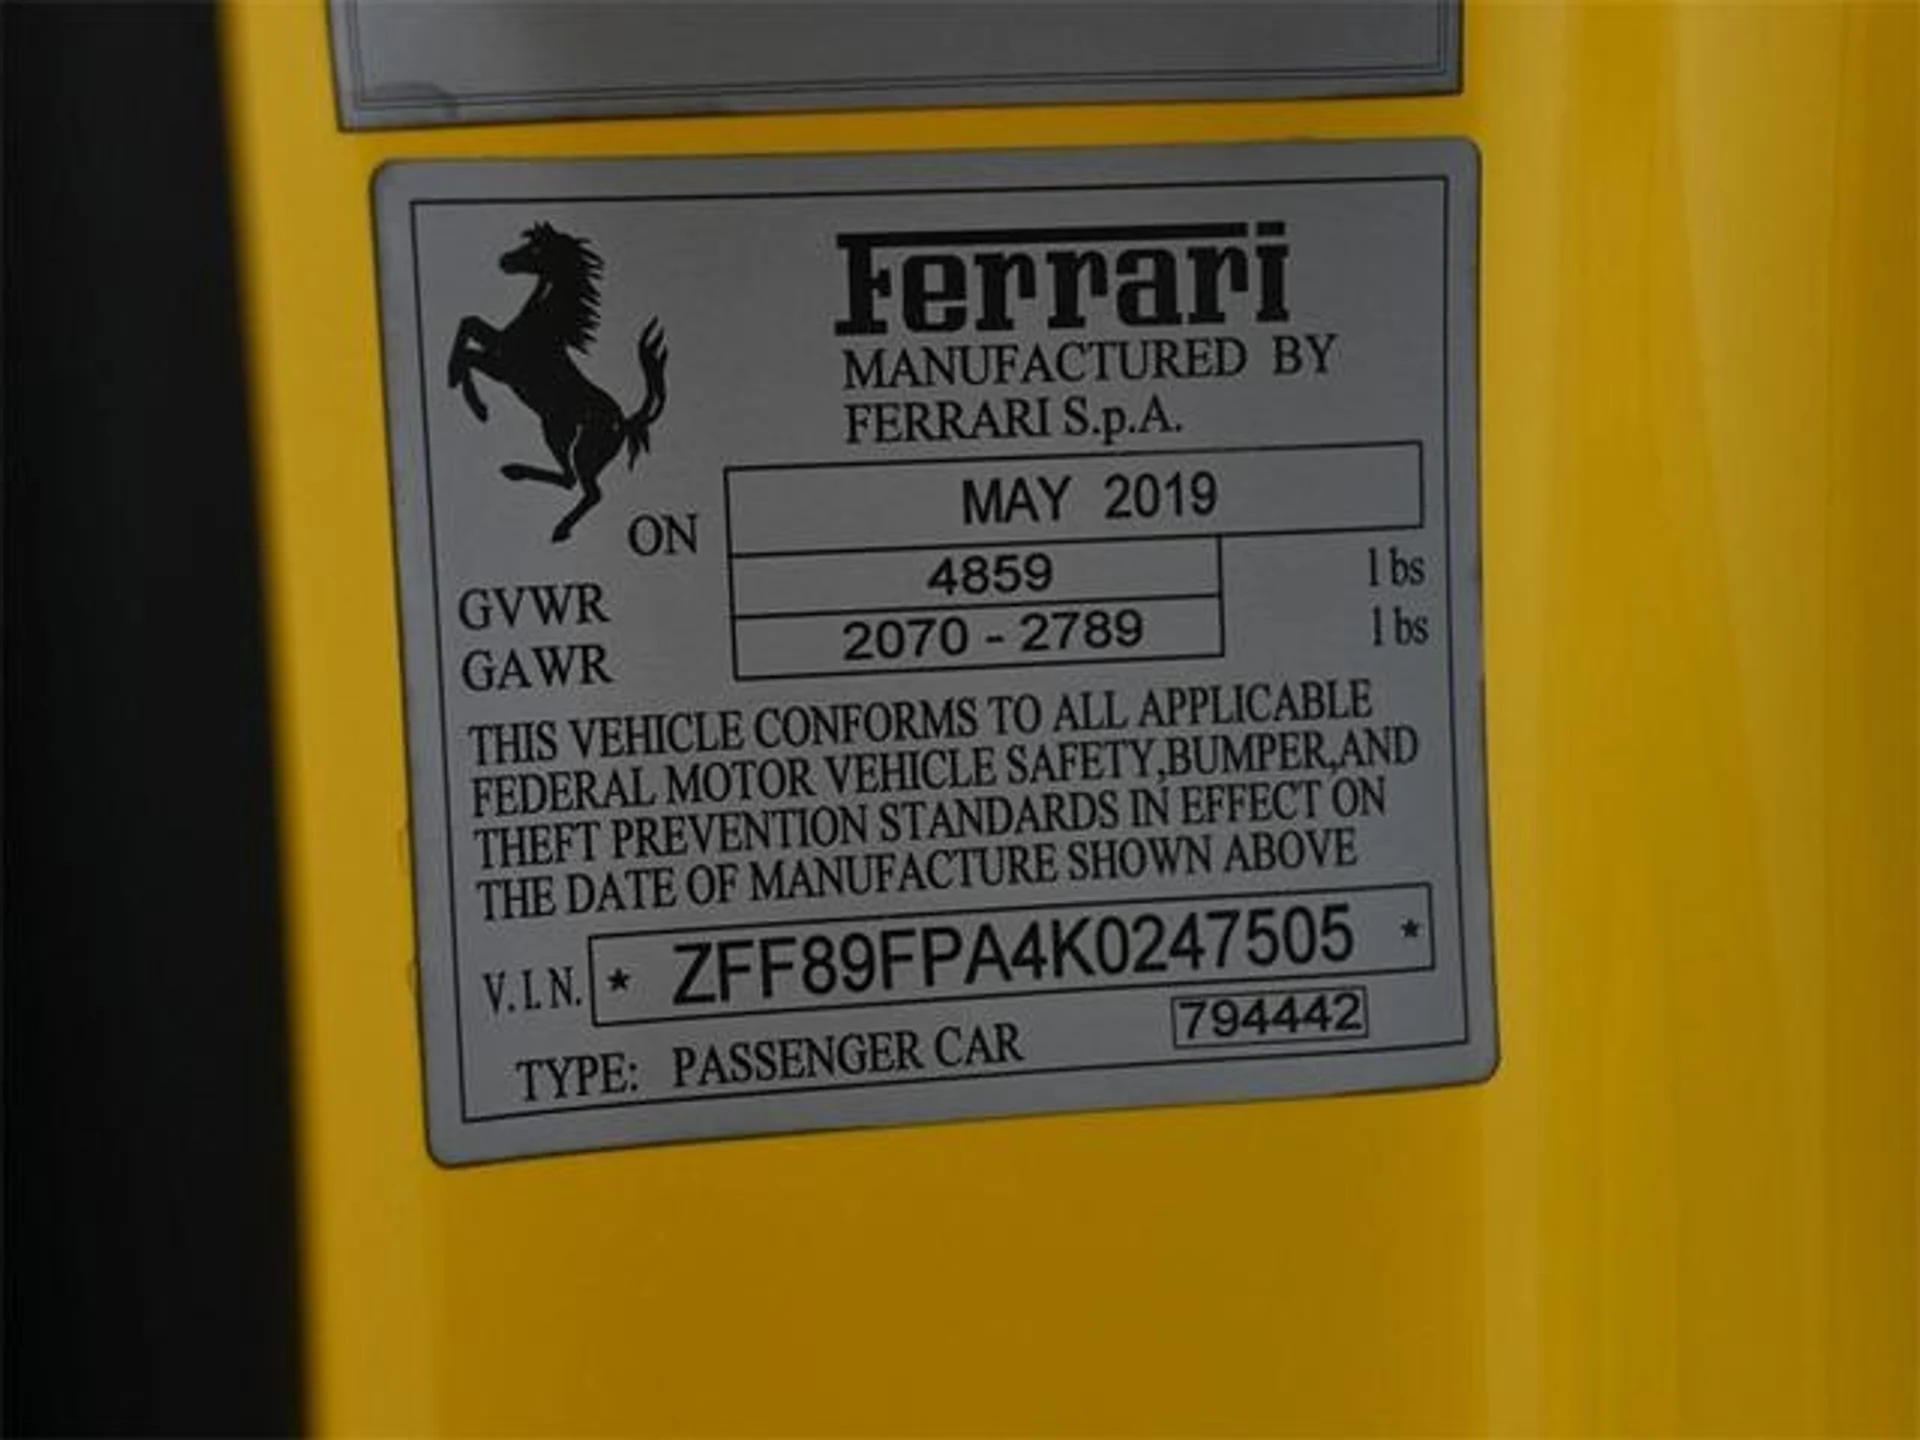 Ferrari
MANUFACTURED BY
FERRARI S.p.A.
ON MAY 2019
GVWR 4859 lbs
GAWR 2070 - 2789 lbs
THIS VEHICLE CONFORMS TO ALL APPLICABLE
FEDERAL MOTOR VEHICLE SAFETY,BUMPER,AND
THEFT PREVENTION STANDARDS IN EFFECT ON
THE DATE OF MANUFACTURE SHOWN ABOVE
V.I.N. * ZFF89FPA4K0247505 *
TYPE: PASSENGER CAR 794442